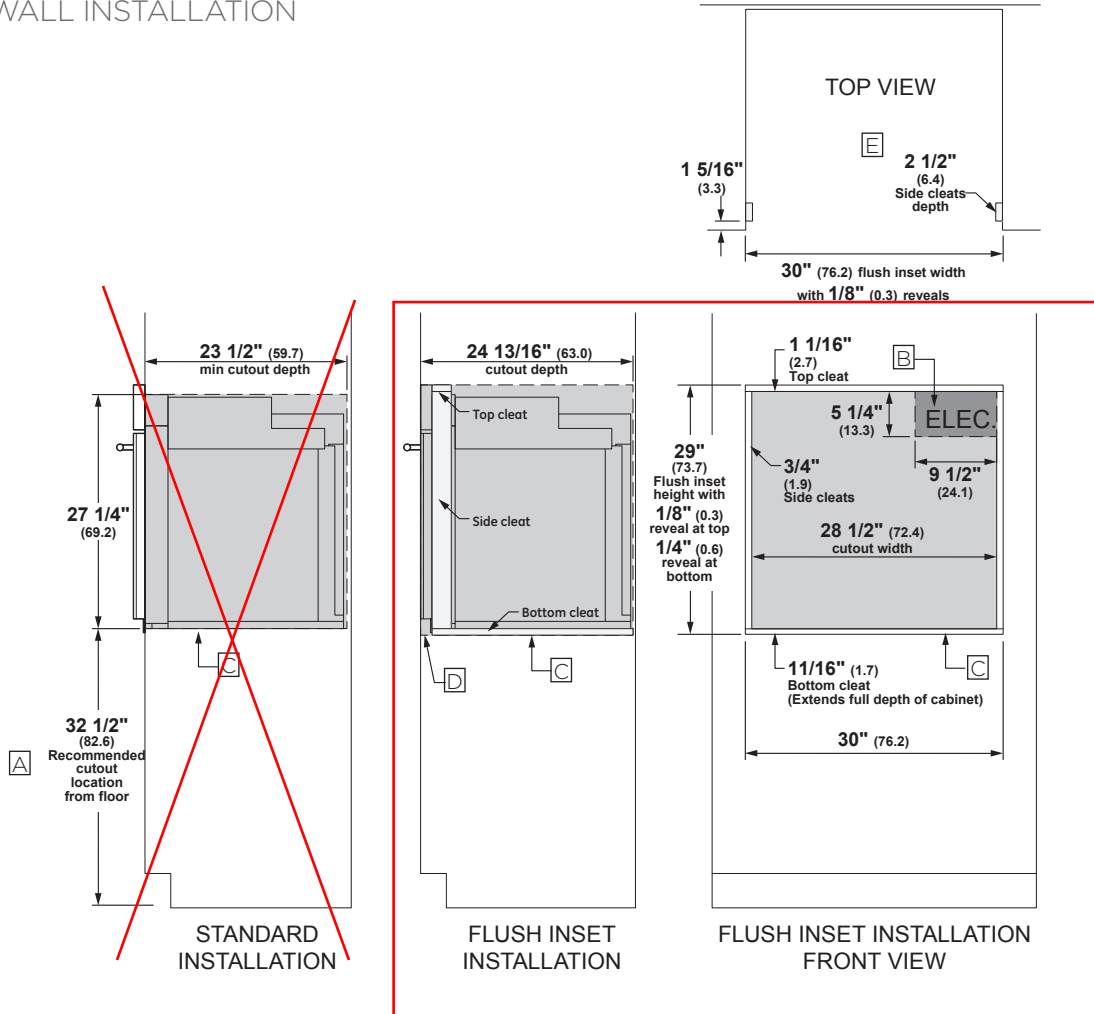 WALL INSTALLATION
TOP VIEW
E
1 5/16"
(3.3)
2 1/2"
(6.4)
Side cleats
depth
30" (76.2) flush inset width
with 1/8" (0.3) reveals
23 1/2" (59.7)
min cutout depth
27 1/4"
(69.2)
C
32 1/2"
(82.6)
Recommended
cutout
location
from floor
A
STANDARD
INSTALLATION
24 13/16" (63.0)
cutout depth
Top cleat
Side cleat
Bottom cleat
D
C
FLUSH INSET
INSTALLATION
29"
(73.7)
Flush inset
height with
1/8" (0.3)
reveal at top
1/4" (0.6)
reveal at
bottom
1 1/16"
(2.7)
Top cleat
B
5 1/4"
(13.3)
ELEC.
3/4"
(1.9)
Side cleats
9 1/2"
(24.1)
28 1/2" (72.4)
cutout width
11/16" (1.7)
Bottom cleat
(Extends full depth of cabinet)
C
30" (76.2)
FLUSH INSET INSTALLATION
FRONT VIEW